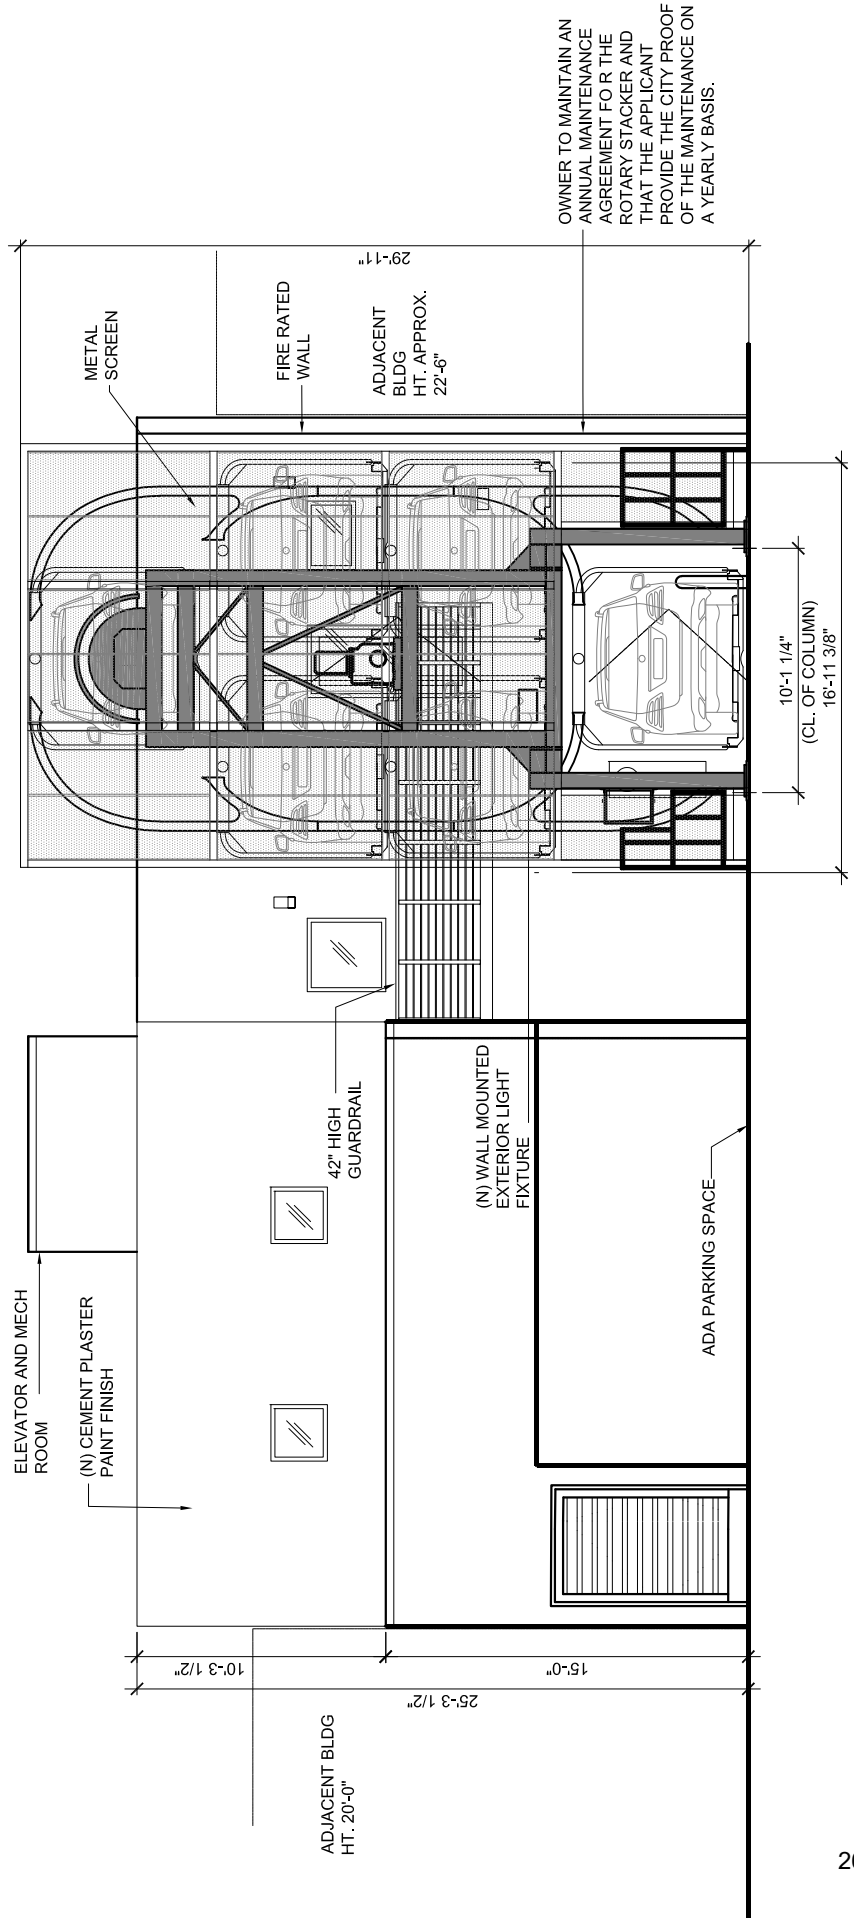 ELEVATOR AND MECH
ROOM
(N) CEMENT PLASTER
PAINT FINISH
METAL
SCREEN
FIRE RATED
WALL
ADJACENT
BLDG
HT. APPROX.
22'-6"
29'-11"
OWNER TO MAINTAIN AN
ANNUAL MAINTENANCE
AGREEMENT FO R THE
ROTARY STACKER AND
THAT THE APPLICANT
PROVIDE THE CITY PROOF
OF THE MAINTENANCE ON
A YEARLY BASIS.
42" HIGH
GUARDRAIL
(N) WALL MOUNTED
EXTERIOR LIGHT
FIXTURE
ADA PARKING SPACE
10'-3 1/2"
15'-0"
25'-3 1/2"
ADJACENT BLDG
HT. 20'-0"
10'-1 1/4"
(CL. OF COLUMN)
16'-11 3/8"